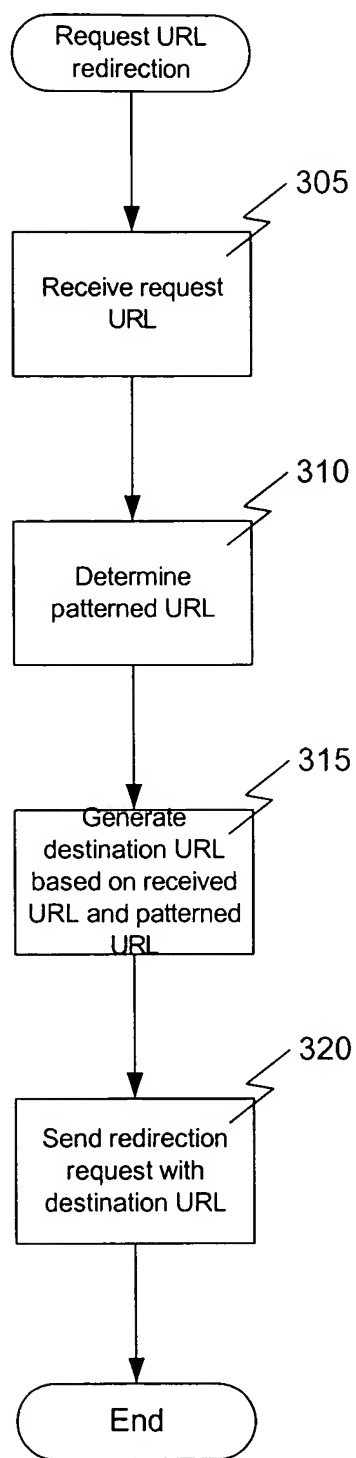 Request URL
redirection
305
Receive request
URL
310
Determine
patterned URL
315
Generate
destination URL
based on received
URL and patterned
URL
320
Send redirection
request with
destination URL
End